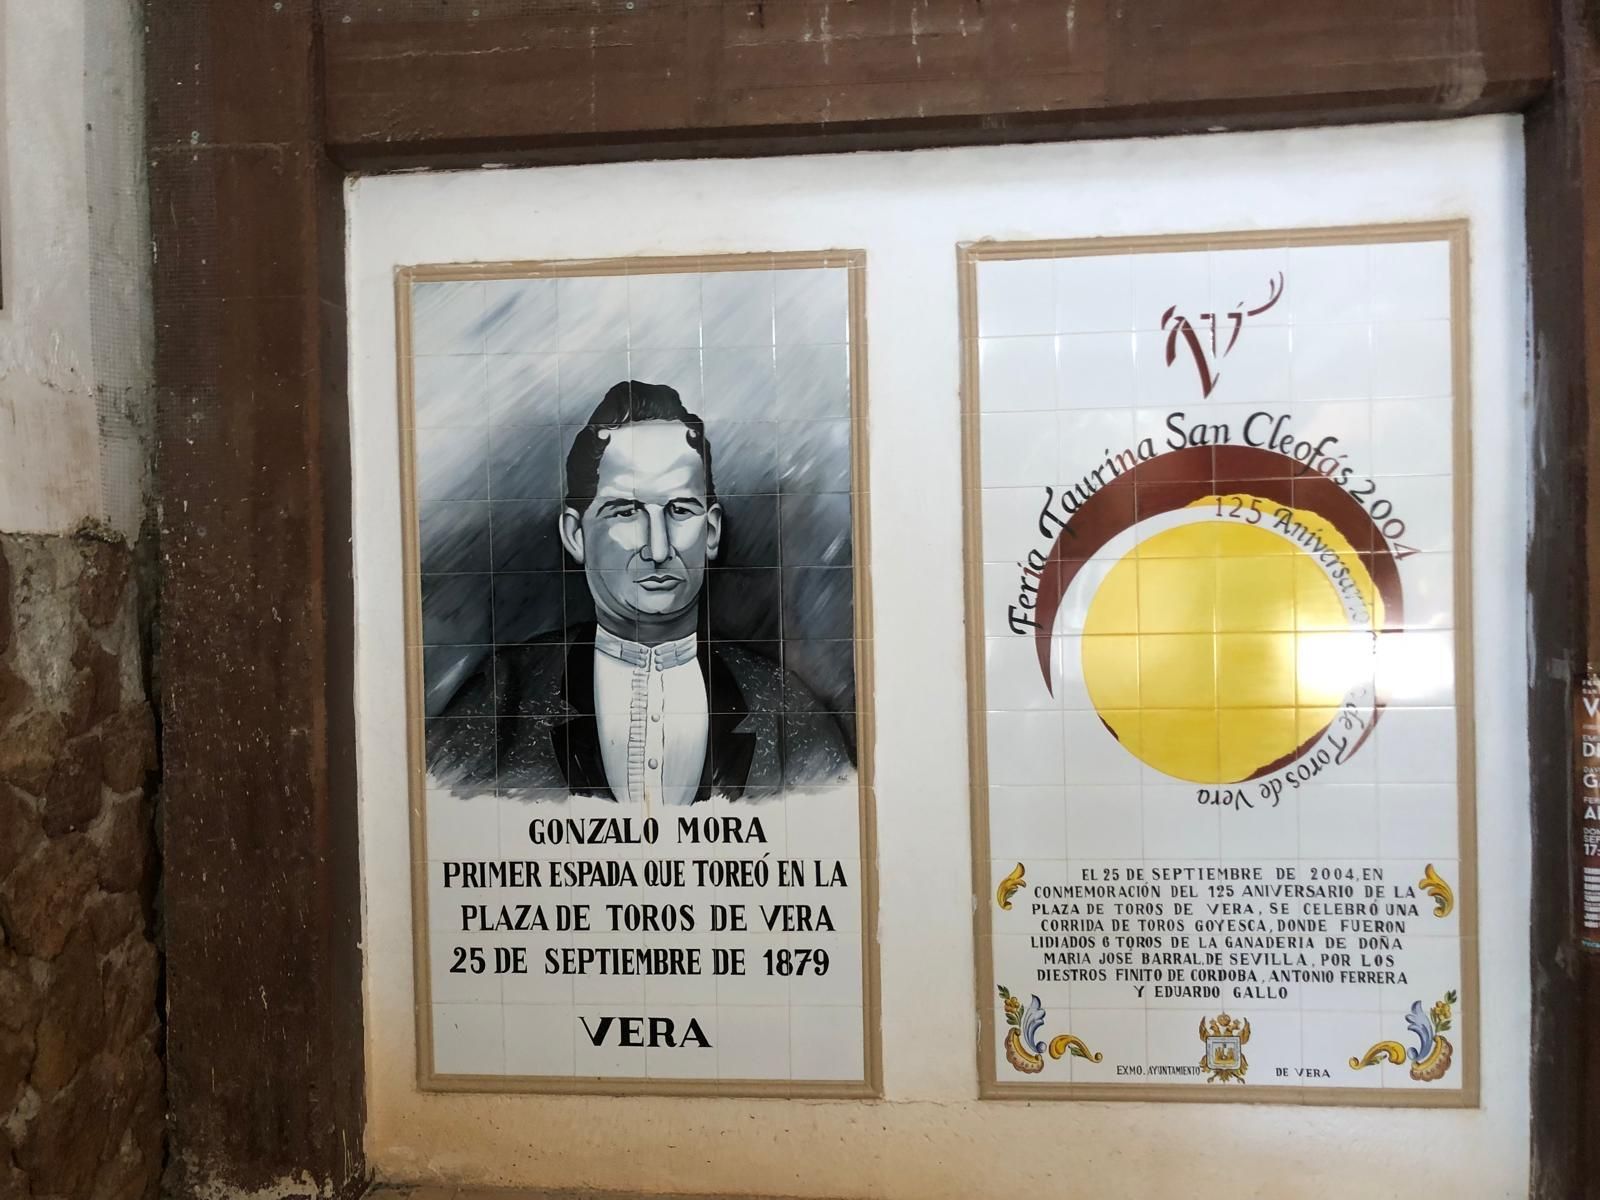 GONZALO MORA
PRIMER ESPADA QUE TOREÓ EN LA
PLAZA DE TOROS DE VERA
25 DE SEPTIEMBRE DE 1879
VERA
Feria Taurina San Cleofás 2004
125 Aniversario de Toros de Vera
EL 25 DE SEPTIEMBRE DE 2004, EN
CONMEMORACIÓN DEL 125 ANIVERSARIO DE LA
PLAZA DE TOROS DE VERA, SE CELEBRÓ UNA
CORRIDA DE TOROS GOYESCA, DONDE FUERON
LIDIADOS 6 TOROS DE LA GANADERIA DE DOÑA
MARIA JOSÉ BARRAL, DE SEVILLA, POR LOS
DIESTROS FINITO DE CORDOBA, ANTONIO FERRERA
Y EDUARDO GALLO
EXMO. AYUNTAMIENTO DE VERA
17: